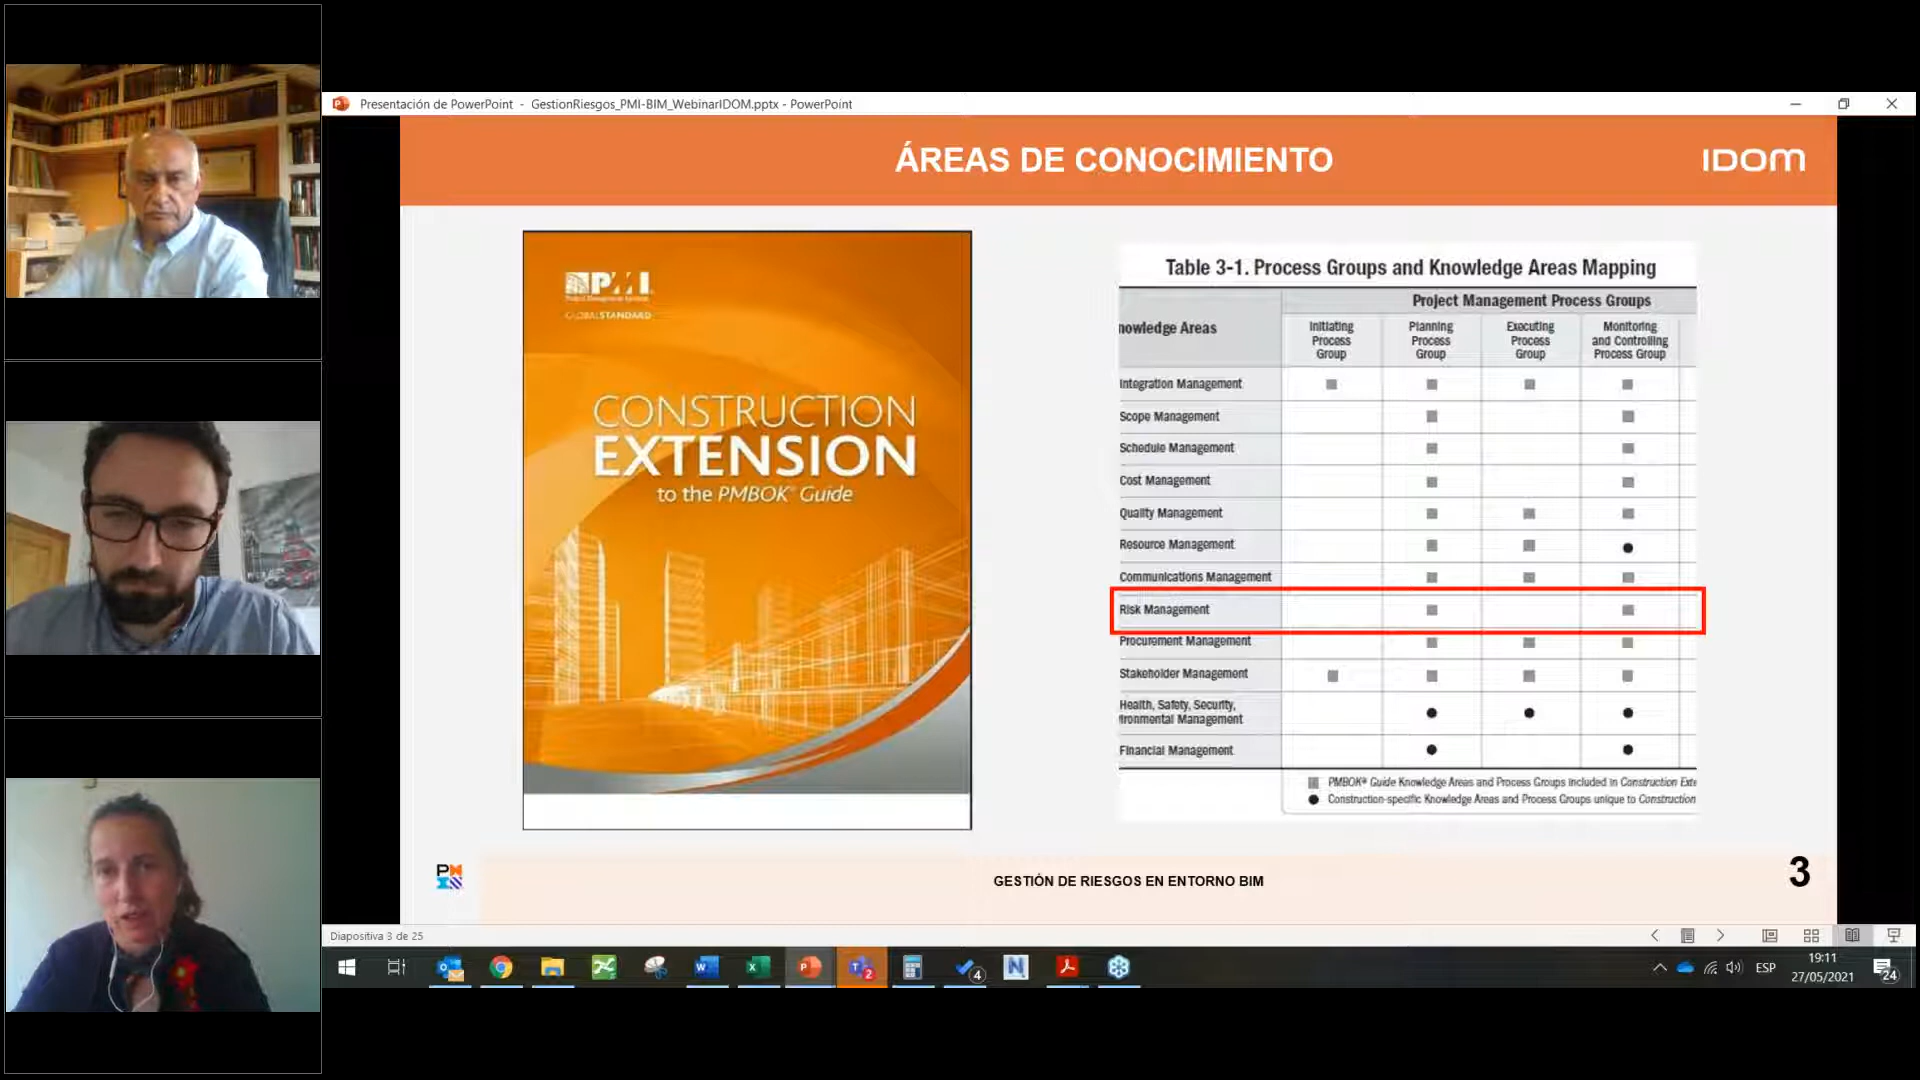 Presentación de PowerPoint - GestionRiesgos_PMI-BIM_WebinarIDOM.pptx - PowerPoint
ÁREAS DE CONOCIMIENTO
IDOM
PMI
GLOBALSTANDARD
CONSTRUCTION
EXTENSION
to the PMBOK® Guide
Table 3-1. Process Groups and Knowledge Areas Mapping
nowledge Areas
Project Management Process Groups
Initiating
Process
Group
Planning
Process
Group
Executing
Process
Group
Monitoring
and Controlling
Process Group
Integration Management
Scope Management
Schedule Management
Cost Management
Quality Management
Resource Management
Communications Management
Risk Management
Procurement Management
Stakeholder Management
Health, Safety, Security,
ironmental Management
Financial Management
PMBOK® Guide Knowledge Areas and Process Groups included in Construction Exte
Construction-specific Knowledge Areas and Process Groups unique to Construction
GESTIÓN DE RIESGOS EN ENTORNO BIM
3
Diapositiva 3 de 25
2
4
ESP
19:11
27/05/2021
24